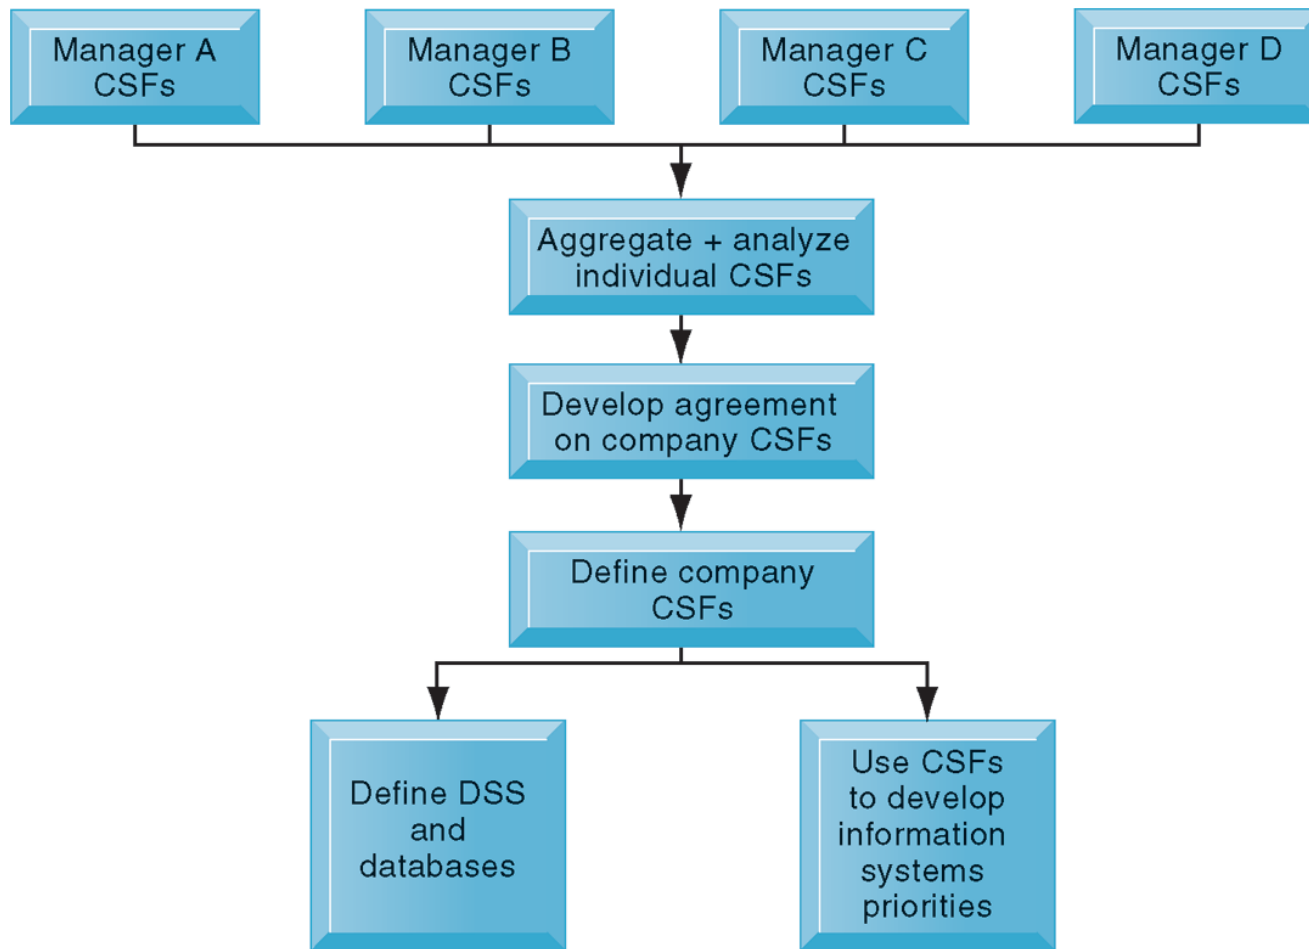 Manager A
CSFs
Manager B
CSFs
Manager C
CSFs
Manager D
CSFs
Aggregate + analyze
individual CSFs
Develop agreement
on company CSFs
Define company
CSFs
Define DSS
and
databases
Use CSFs
to develop
information
systems
priorities